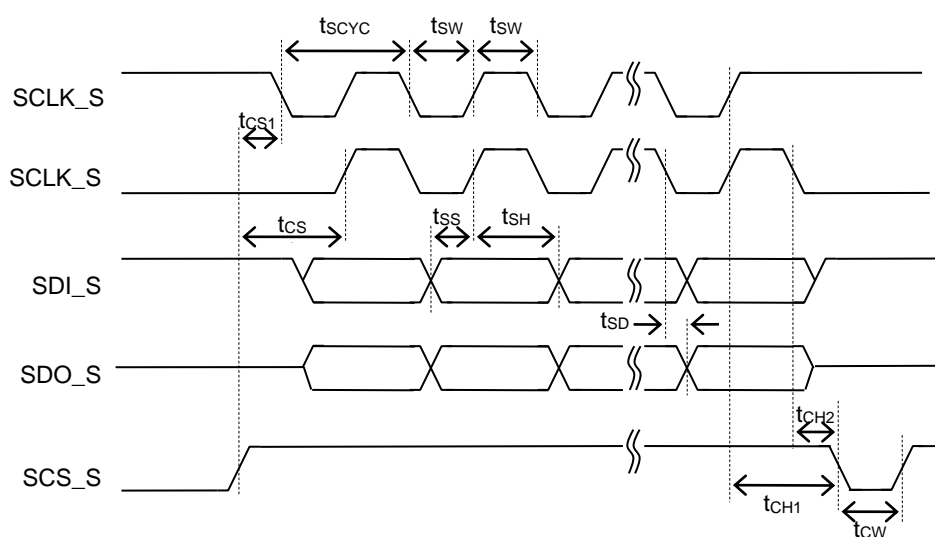 tSCYC tSW tSW
SCLK_S
tCS1
SCLK_S
tCS tSS tSH
SDI_S
tSD
SDO_S
tCH2
SCS_S
tCH1
tCW